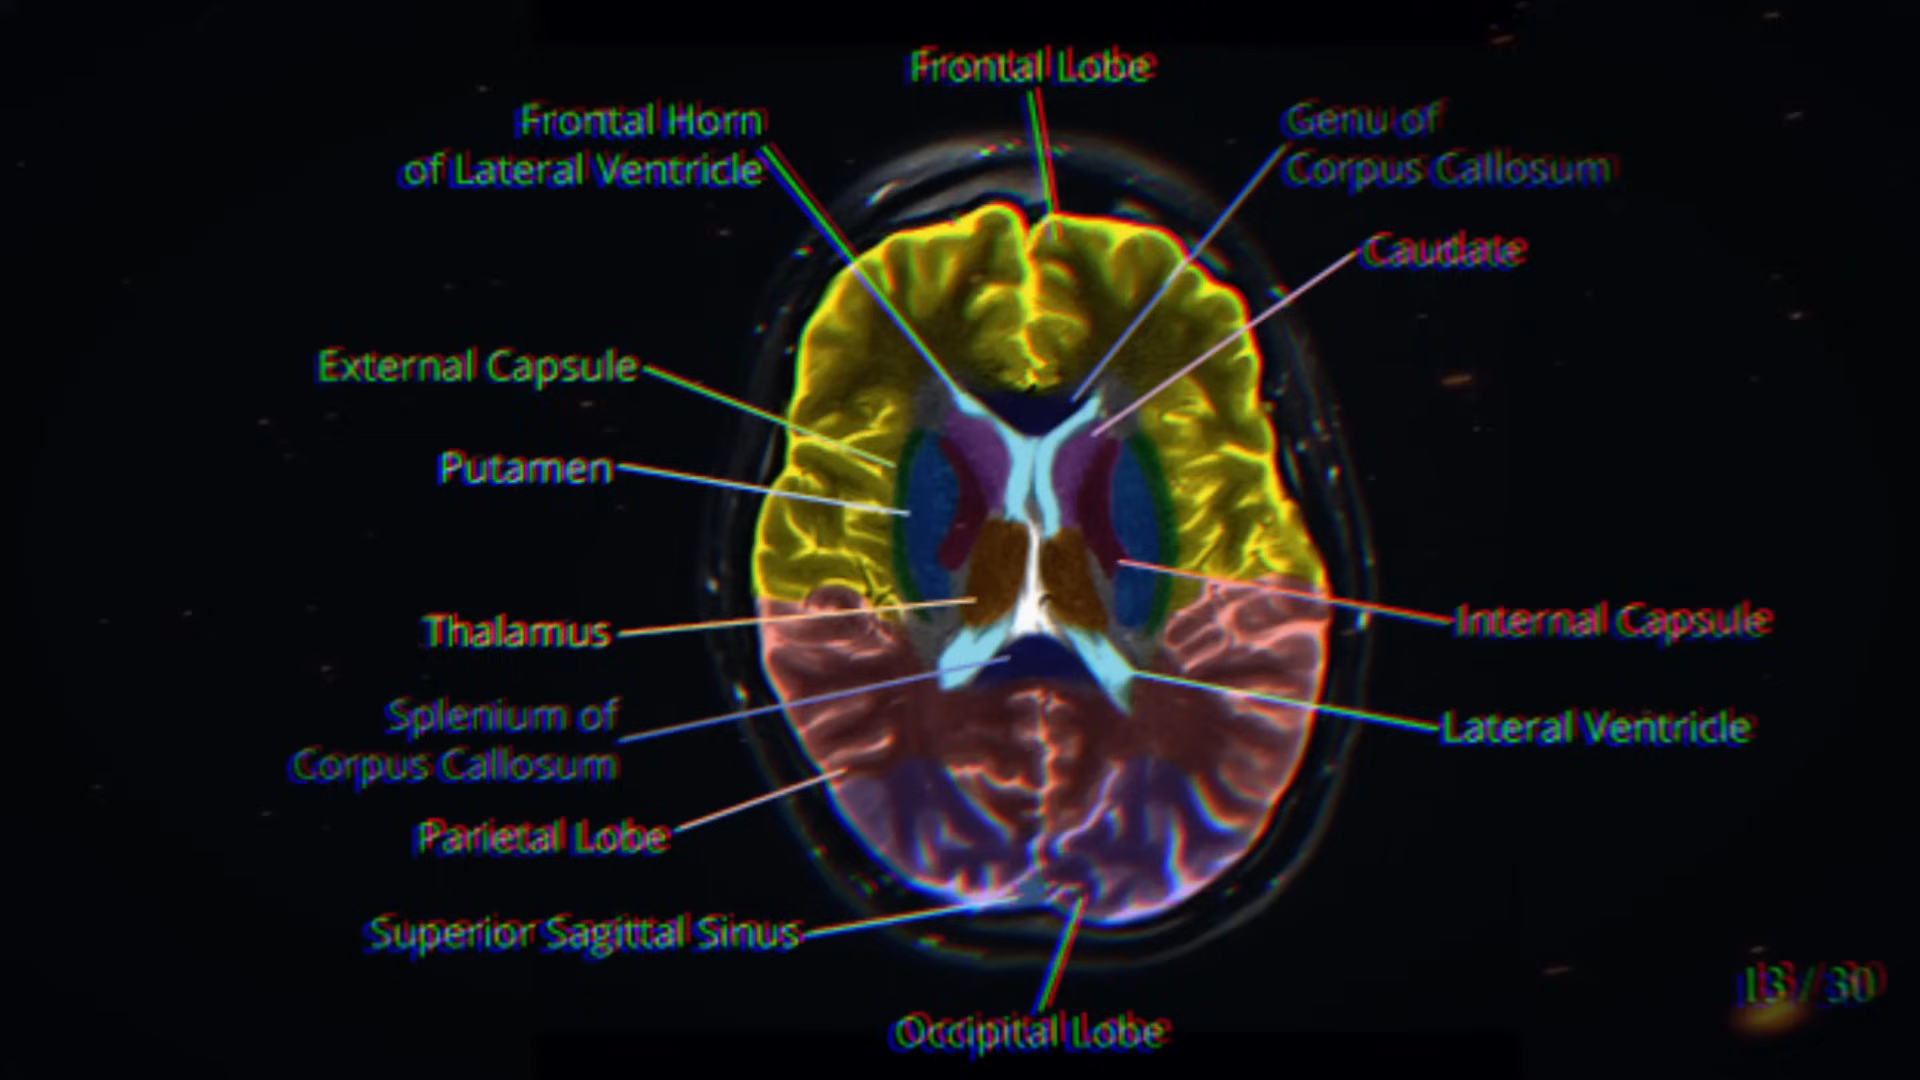 Frontal Lobe
Frontal Horn
of Lateral Ventricle
Genu of
Corpus Callosum
Caudate
External Capsule
Putamen
Thalamus
Internal Capsule
Splenium of
Corpus Callosum
Lateral Ventricle
Parietal Lobe
Superior Sagittal Sinus
Occipital Lobe
13/30